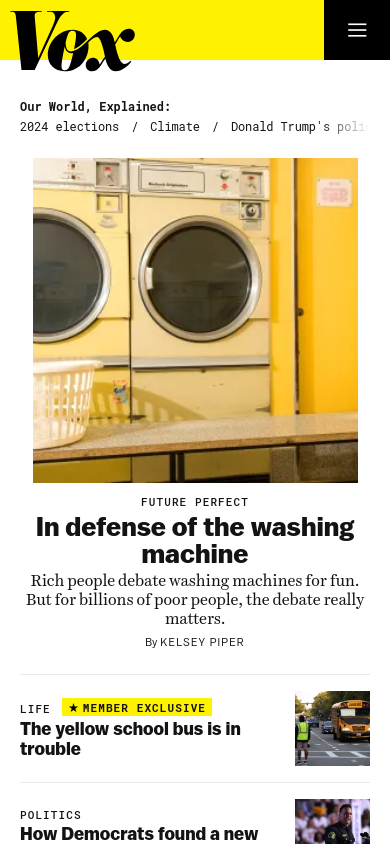 Vox
Our World, Explained:
2024 elections / Climate / Donald Trump's
FUTURE PERFECT
In defense of the washing
machine
Rich people debate washing machines for fun.
But for billions of poor people, the debate really
matters.
By KELSEY PIPER
LIFE ★ MEMBER EXCLUSIVE
The yellow school bus is in
trouble
POLITICS
How Democrats found a new